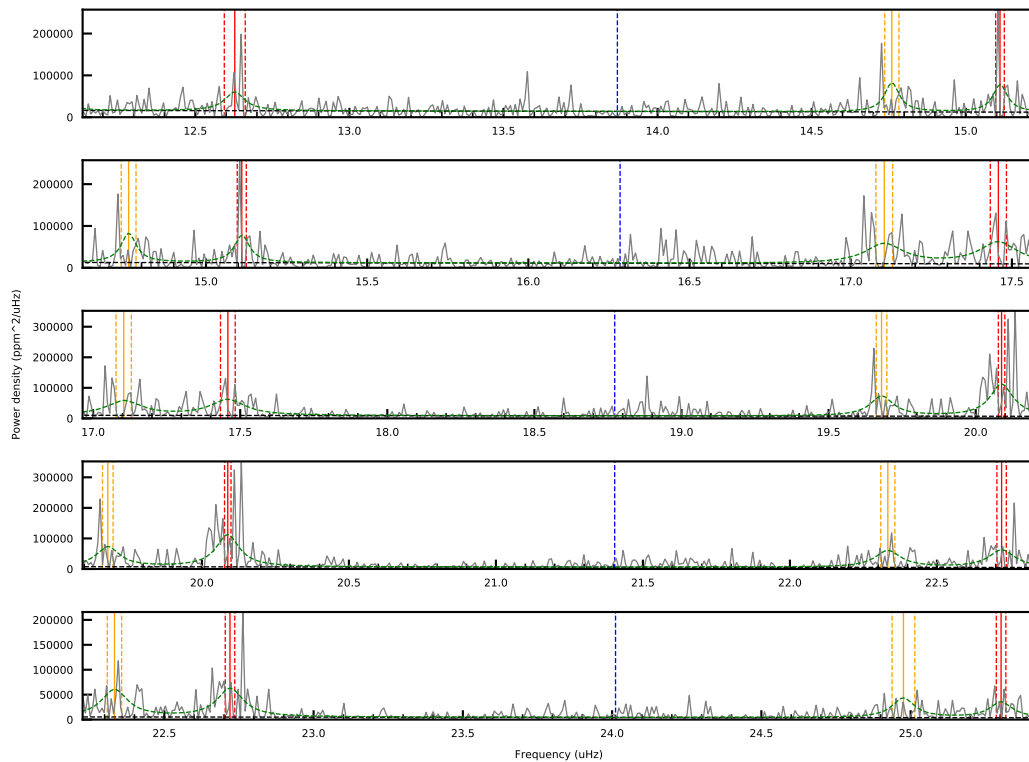 200000
100000
0
12.5 13.0 13.5 14.0 14.5 15.0
200000
100000
0
15.0 15.5 16.0 16.5 17.0 17.5
Power density (ppm^2/uHz)
300000
200000
100000
0
17.0 17.5 18.0 18.5 19.0 19.5 20.0
300000
200000
100000
0
20.0 20.5 21.0 21.5 22.0 22.5
200000
150000
100000
50000
0
22.5 23.0 23.5 24.0 24.5 25.0
Frequency (uHz)